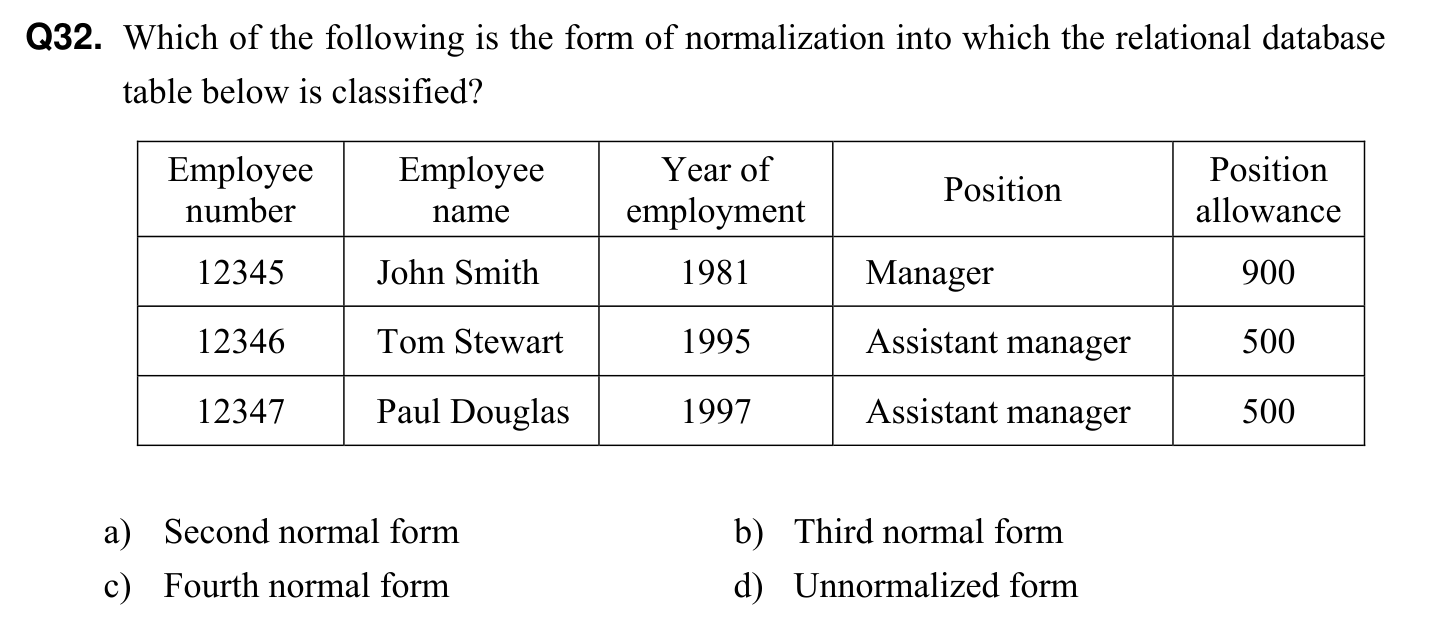 Q32. Which of the following is the form of normalization into which the relational database
table below is classified?
Employee number Employee name Year of employment Position Position allowance
12345 John Smith 1981 Manager 900
12346 Tom Stewart 1995 Assistant manager 500
12347 Paul Douglas 1997 Assistant manager 500
a) Second normal form b) Third normal form
c) Fourth normal form d) Unnormalized form